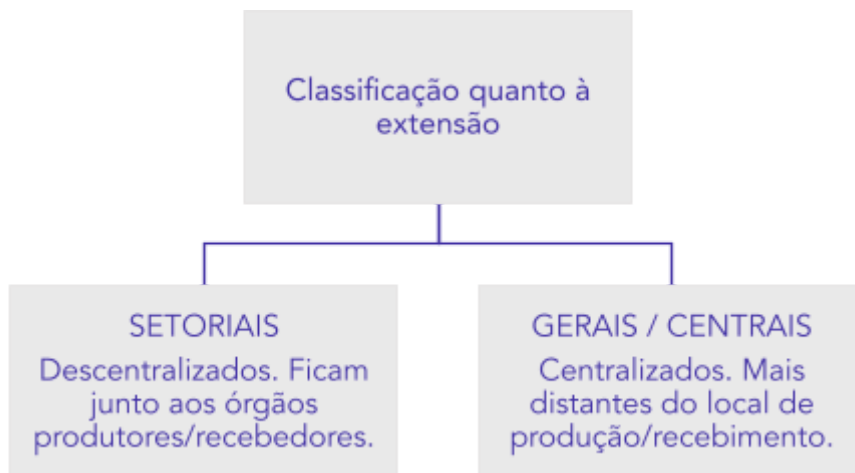 Classificação quanto à
extensão
SETORIAIS
Descentralizados. Ficam
junto aos órgãos
produtores/recebedores.
GERAIS / CENTRAIS
Centralizados. Mais
distantes do local de
produção/recebimento.